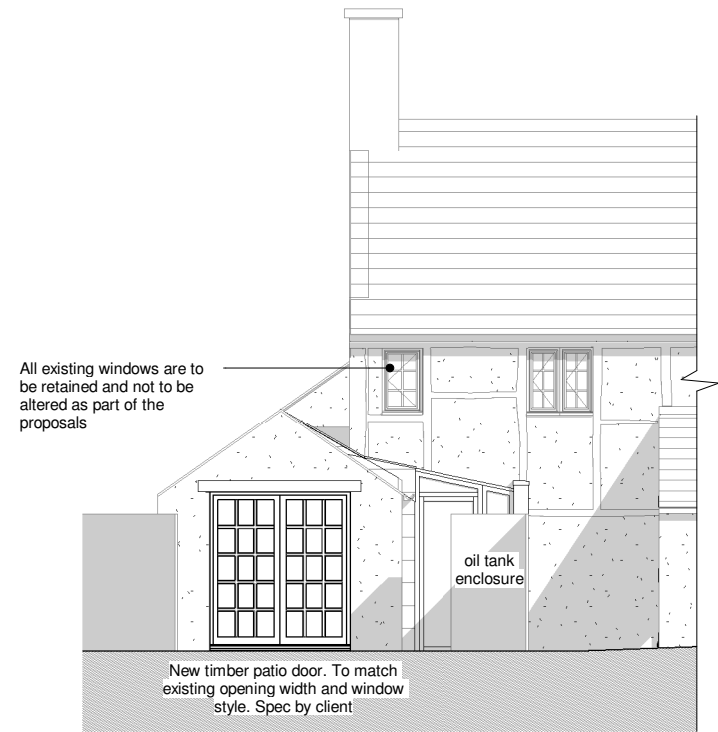 All existing windows are to
be retained and not to be
altered as part of the
proposals
oil tank
enclosure
New timber patio door. To match
existing opening width and window
style. Spec by client